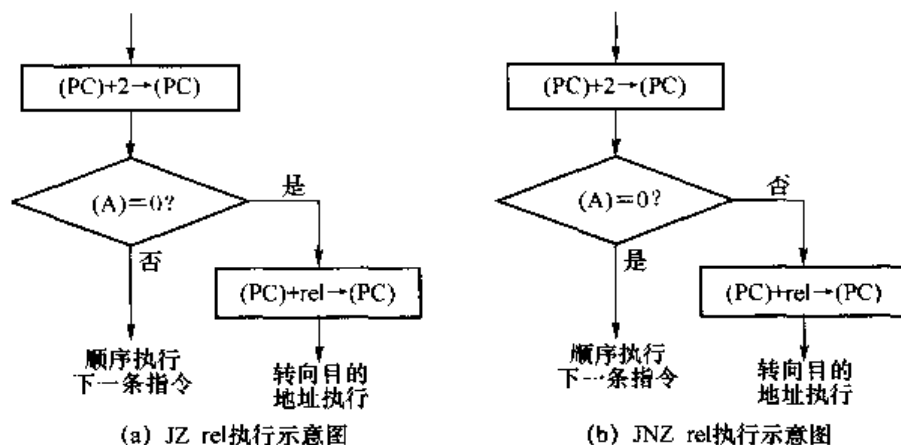 (PC)+2→(PC)
(A)=0?
是
否
(PC)+rel→(PC)
顺序执行
下一条指令
转向目的
地址执行
(a) JZ rel执行示意图
(PC)+2→(PC)
(A)=0?
否
是
(PC)+rel→(PC)
顺序执行
下一条指令
转向目的
地址执行
(b) JNZ rel执行示意图